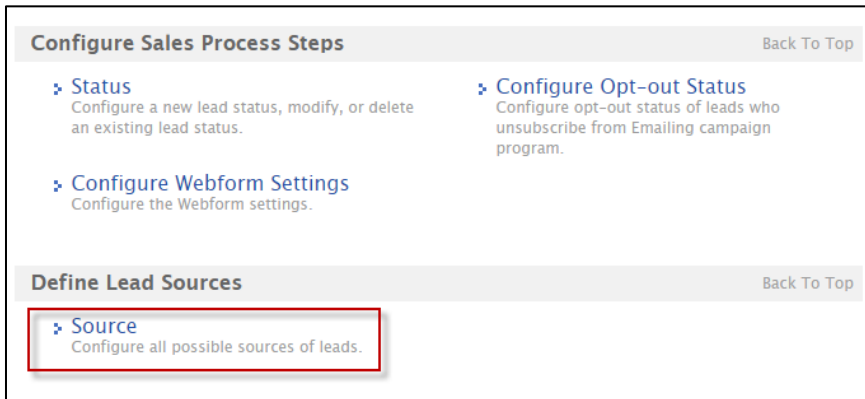 Configure Sales Process Steps Back To Top
Status
Configure a new lead status, modify, or delete
an existing lead status.
Configure Opt-out Status
Configure opt-out status of leads who
unsubscribe from Emailing campaign
program.
Configure Webform Settings
Configure the Webform settings.
Define Lead Sources Back To Top
Source
Configure all possible sources of leads.